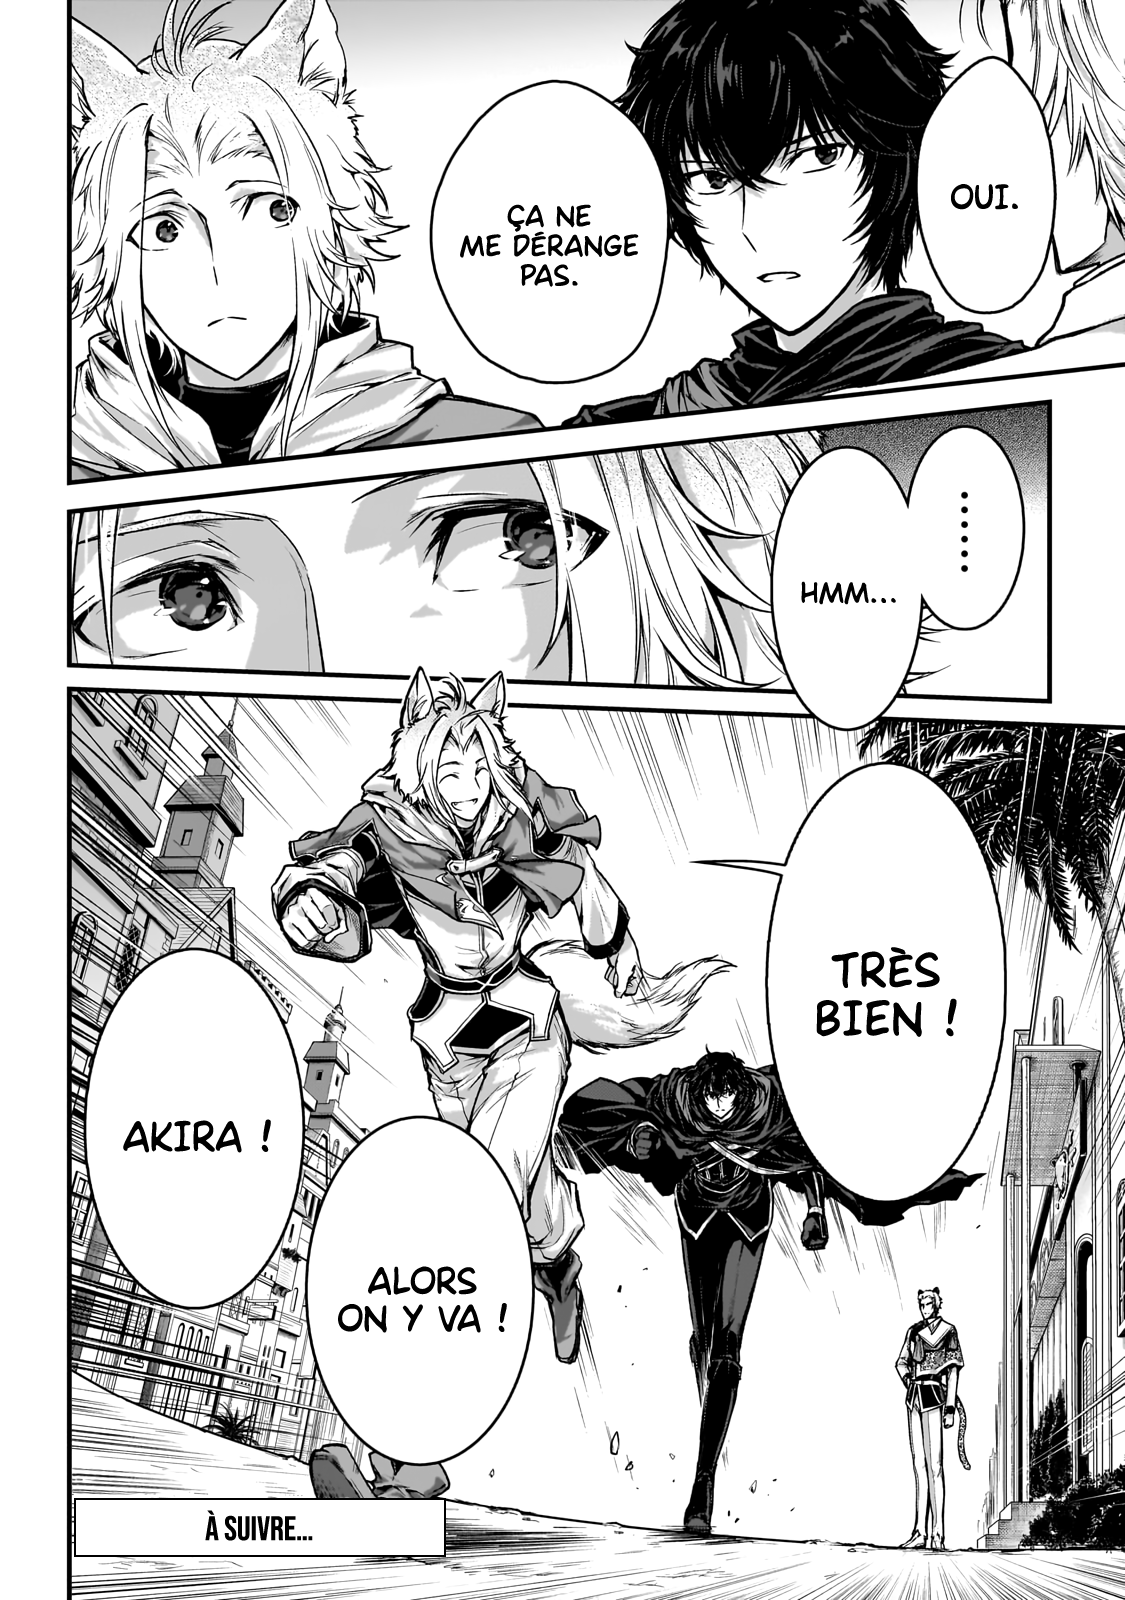 OUI.
ÇA NE
ME DÉRANGE
PAS.
......
HMM...
TRÈS
BIEN !
ALORS
ON Y VA !
AKIRA !
À SUIVRE...